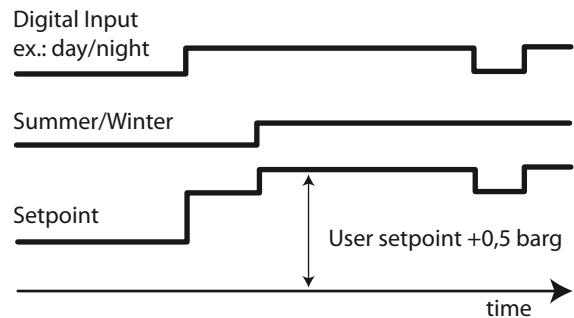 Digital Input
ex.: day/night
Summer/Winter
Setpoint
User setpoint +0,5 barg
time